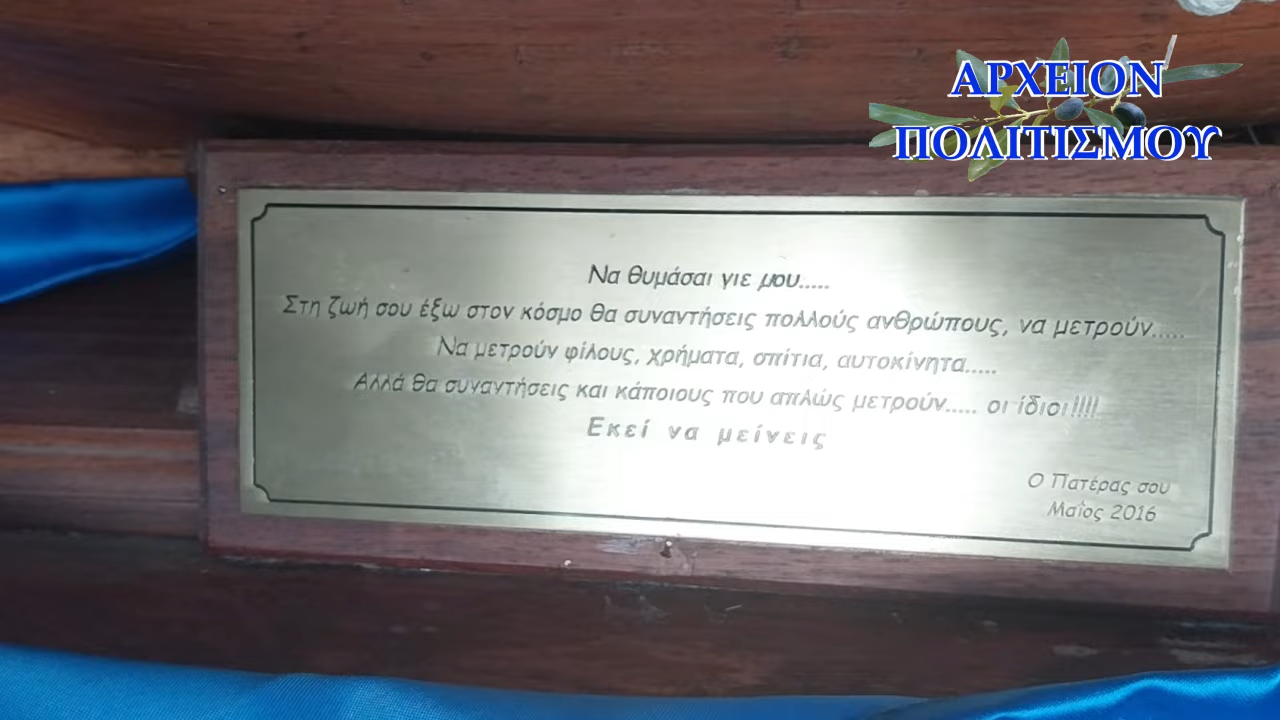 ΑΡΧΕΙΟΝ
ΠΟΛΙΤΙΣΜΟΥ
Να θυμάσαι γιε μου.....
Στη ζωή σου έξω στον κόσμο θα συναντήσεις πολλούς ανθρώπους, να μετρούν.....
Να μετρούν φίλους, χρήματα, σπίτια, αυτοκίνητα.....
Αλλά θα συναντήσεις και κάποιους που απλώς μετρούν..... οι ίδιοι!!!!
Εκεί να μείνεις
Ο Πατέρας σου
Μαΐος 2016